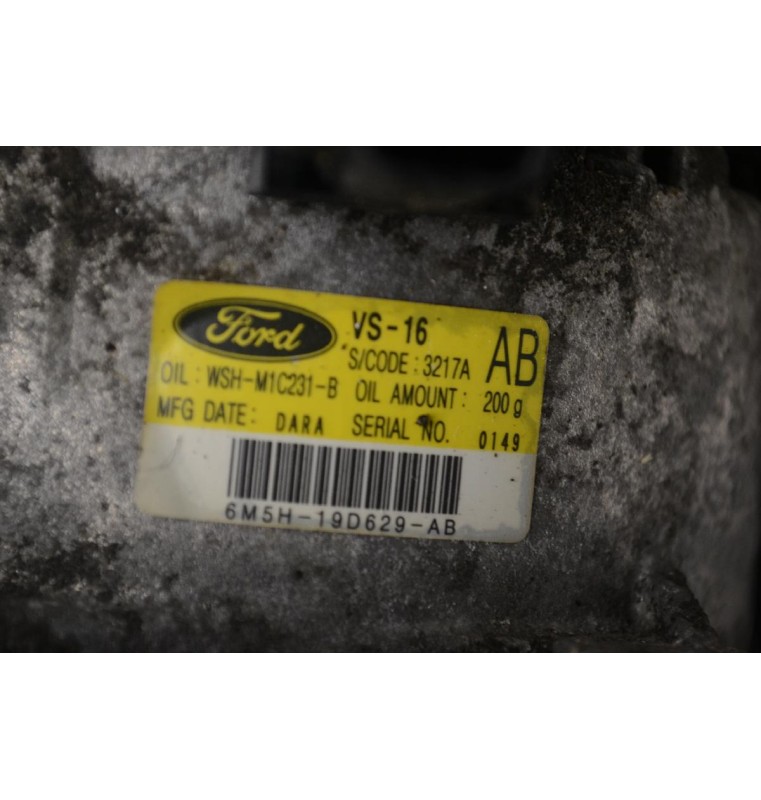 Ford VS-16 AB
S/CODE : 3217A
OIL : WSH-M1C231-B OIL AMOUNT : 200 g
MFG DATE: DARA SERIAL NO. 0149
6M5H-19D629-AB